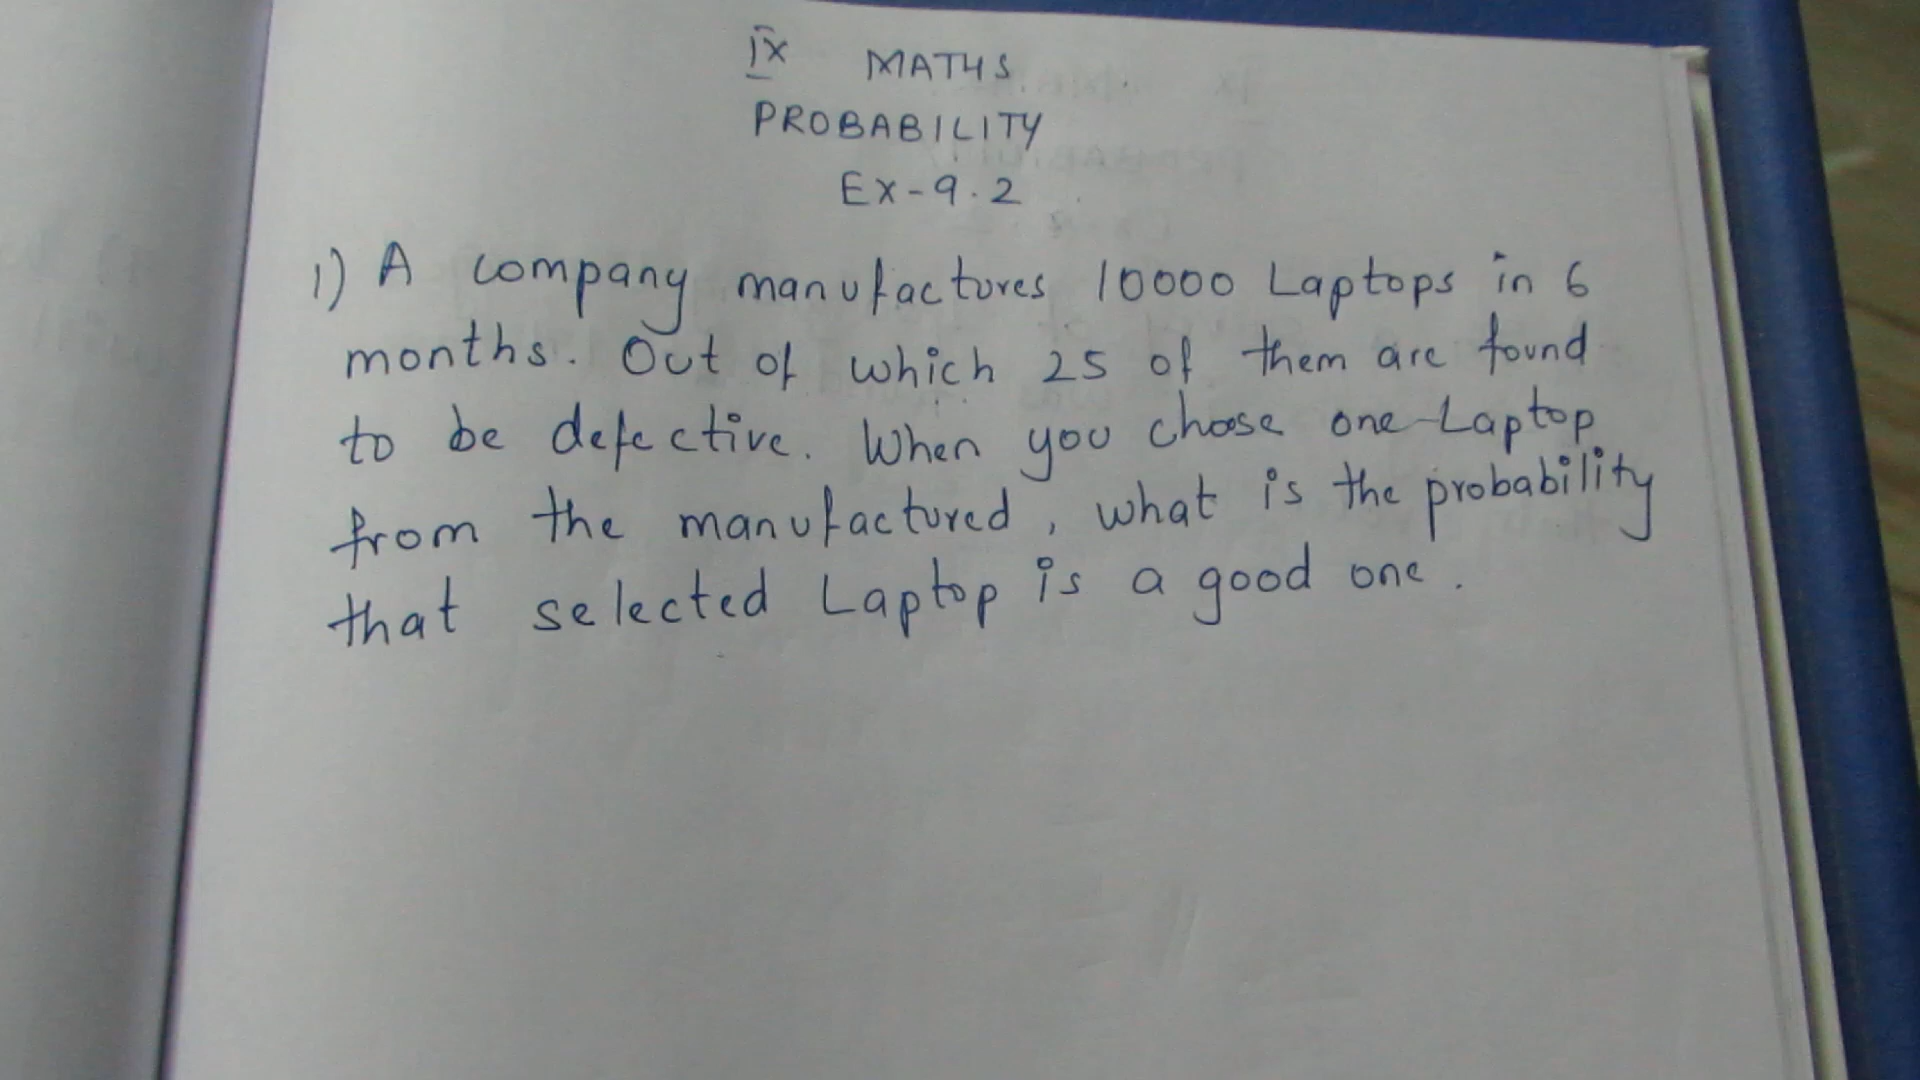 IX MATHS
PROBABILITY
EX-9.2
1) A company manufactures 10000 Laptops in 6
months. Out of which 25 of them are found
to be defective. When you choose one Laptop
from the manufactured, what is the probability
that selected Laptop is a good one.